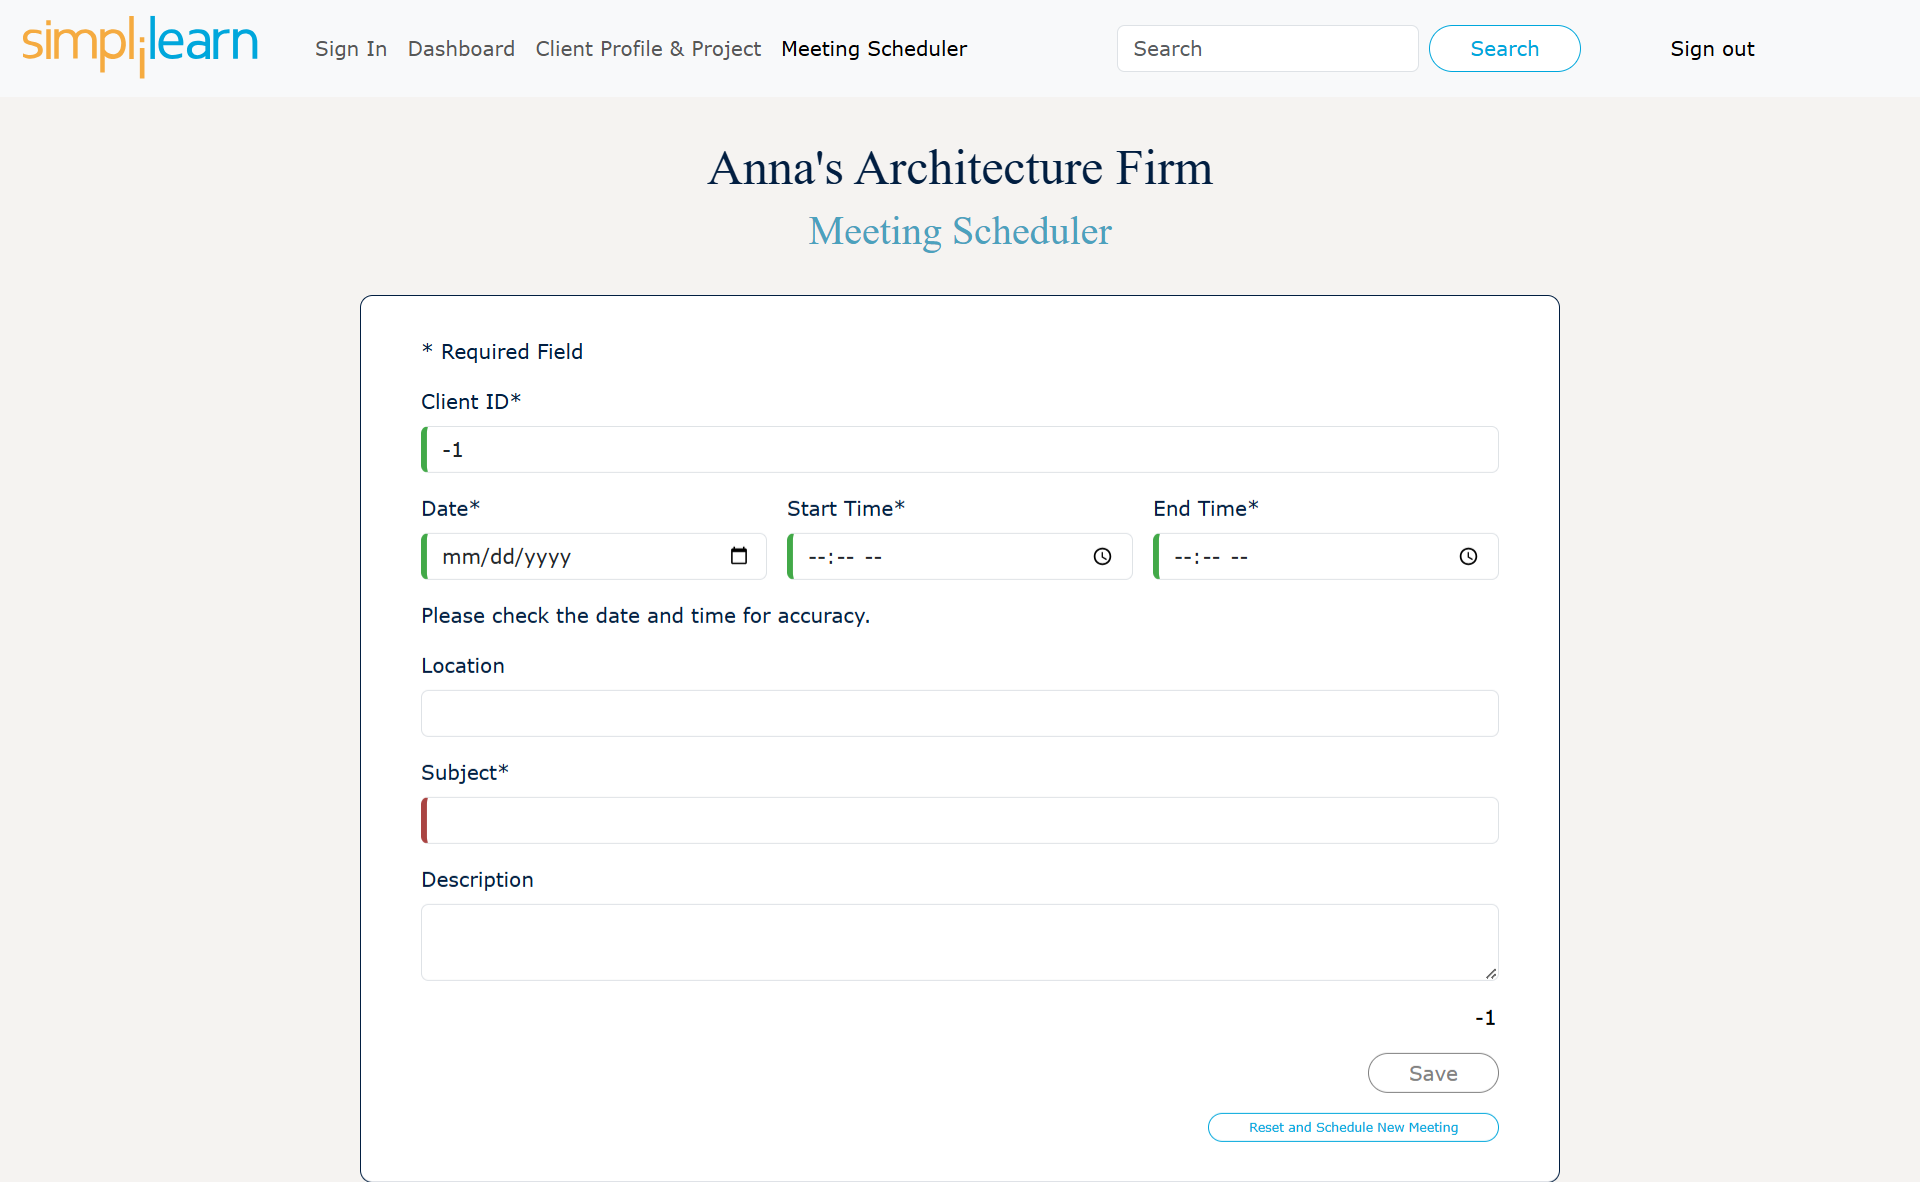 simplilearn
Sign In Dashboard Client Profile & Project Meeting Scheduler Search Search Sign out
Anna's Architecture Firm
Meeting Scheduler
* Required Field
Client ID*
-1
Date* Start Time* End Time*
mm/dd/yyyy --:-- -- --:-- --
Please check the date and time for accuracy.
Location
Subject*
Description
-1
Save
Reset and Schedule New Meeting